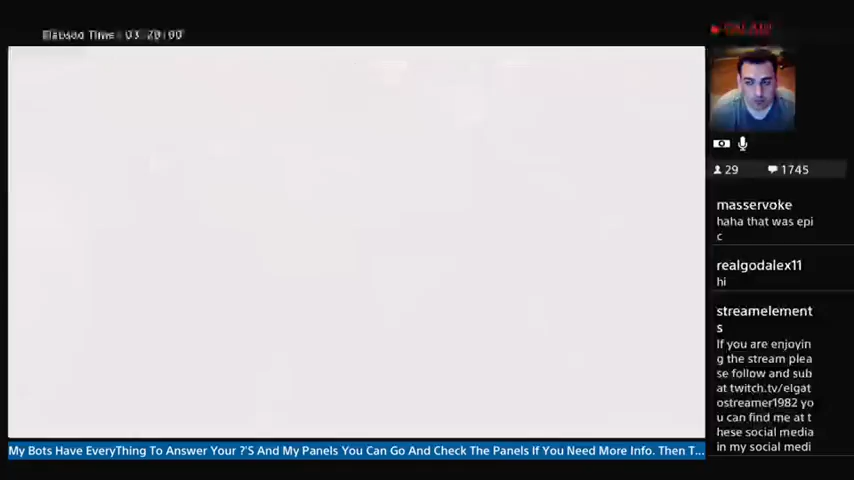 Elapsed Time : 03:20:00
29
1745
masservoke
haha that was epi
c
realgodalex11
hi
streamelement
s
If you are enjoyin
g the stream plea
se follow and sub
at twitch.tv/elgat
ostreamer1982 yo
u can find me at t
hese social media
in my social medi
My Bots Have EveryThing To Answer Your ?'S And My Panels You Can Go And Check The Panels If You Need More Info. Then T...